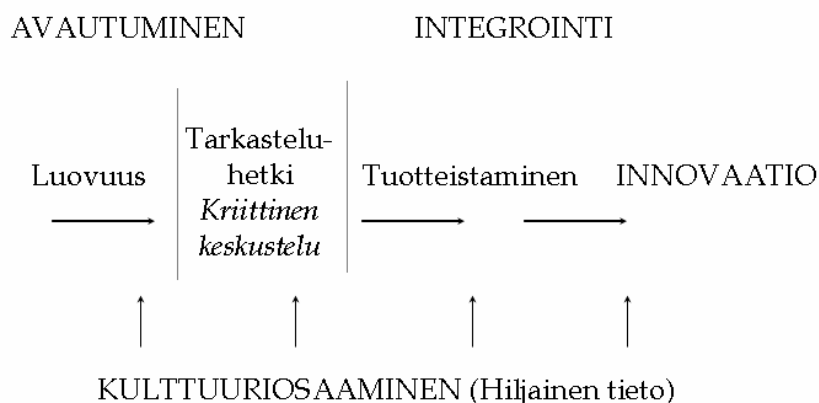 AVAUTUMINEN INTEGROINTI
Luovuus
Tarkastelu-
hetki
Kriittinen
keskustelu
Tuotteistaminen
INNOVAATIO
KULTTUURIOSAAMINEN (Hiljainen tieto)